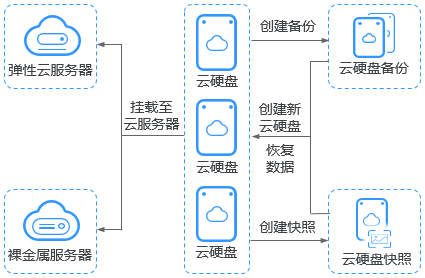 弹性云服务器
裸金属服务器
挂载至
云服务器
云硬盘
云硬盘
云硬盘
创建备份
创建新
云硬盘
恢复
数据
创建快照
云硬盘备份
云硬盘快照